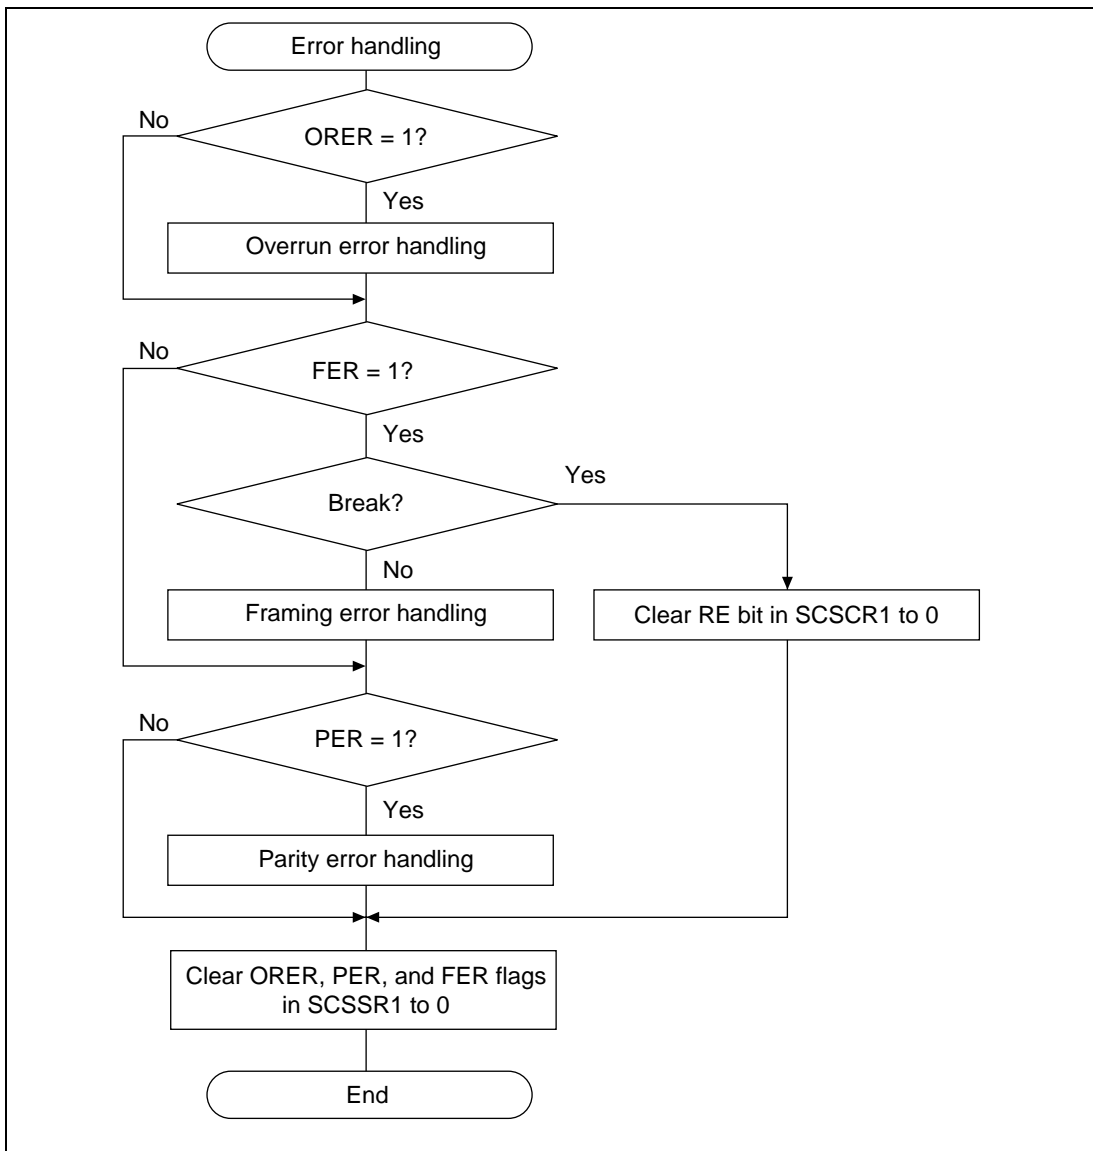 Error handling
No
ORER = 1?
Yes
Overrun error handling
No
FER = 1?
Yes
Yes
Break?
No
Framing error handling
Clear RE bit in SCSCR1 to 0
No
PER = 1?
Yes
Parity error handling
Clear ORER, PER, and FER flags
in SCSSR1 to 0
End